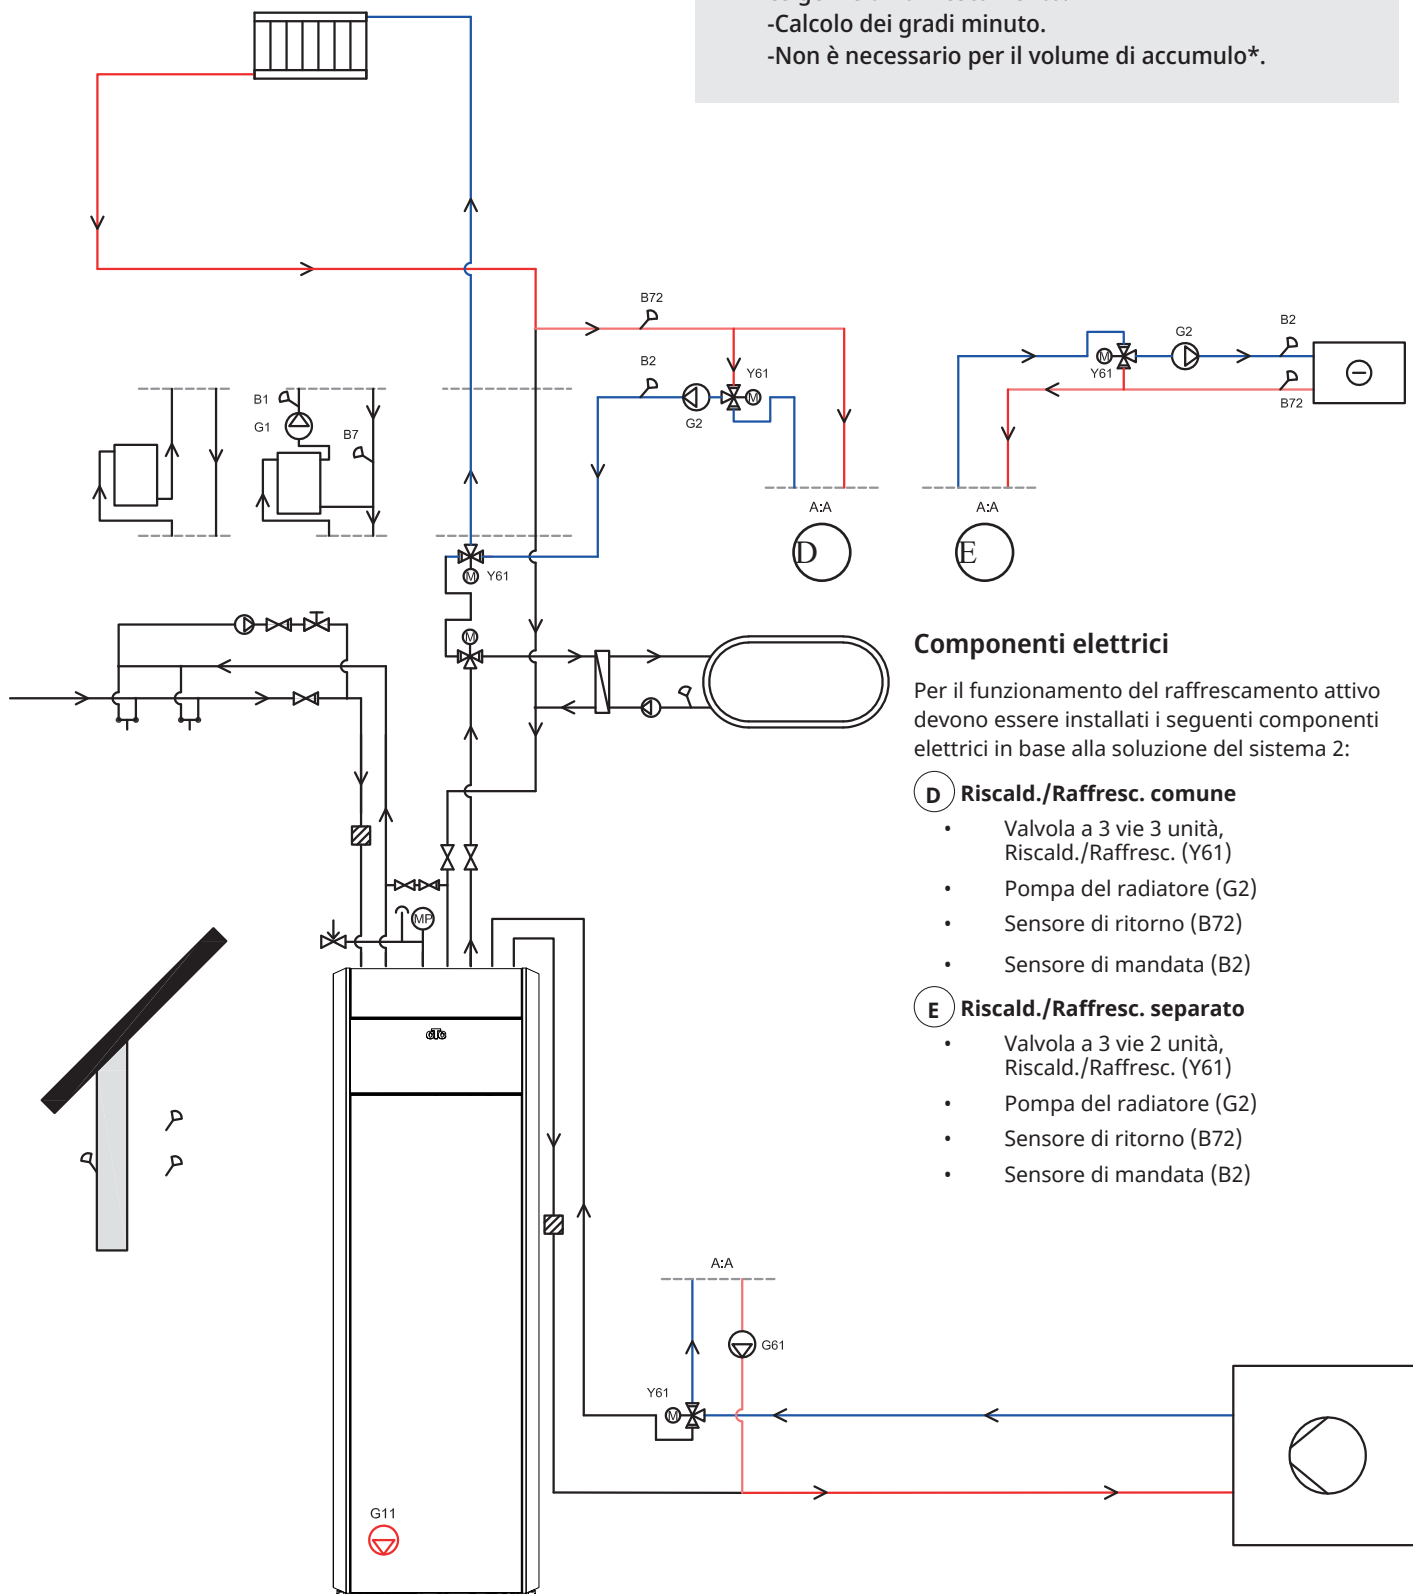 -Calcolo dei gradi minuto.
-Non è necessario per il volume di accumulo*.
B72
B2
Y61
G2
G2
B2
Y61
B72
B1
G1
B7
A:A
A:A
D
E
M
M
M
Y61
M
Componenti elettrici
Per il funzionamento del raffrescamento attivo
devono essere installati i seguenti componenti
elettrici in base alla soluzione del sistema 2:
D Riscald./Raffresc. comune
• Valvola a 3 vie 3 unità,
Riscald./Raffresc. (Y61)
• Pompa del radiatore (G2)
• Sensore di ritorno (B72)
• Sensore di mandata (B2)
E Riscald./Raffresc. separato
• Valvola a 3 vie 2 unità,
Riscald./Raffresc. (Y61)
• Pompa del radiatore (G2)
• Sensore di ritorno (B72)
• Sensore di mandata (B2)
MP
cTc
A:A
G61
Y61
M
G11